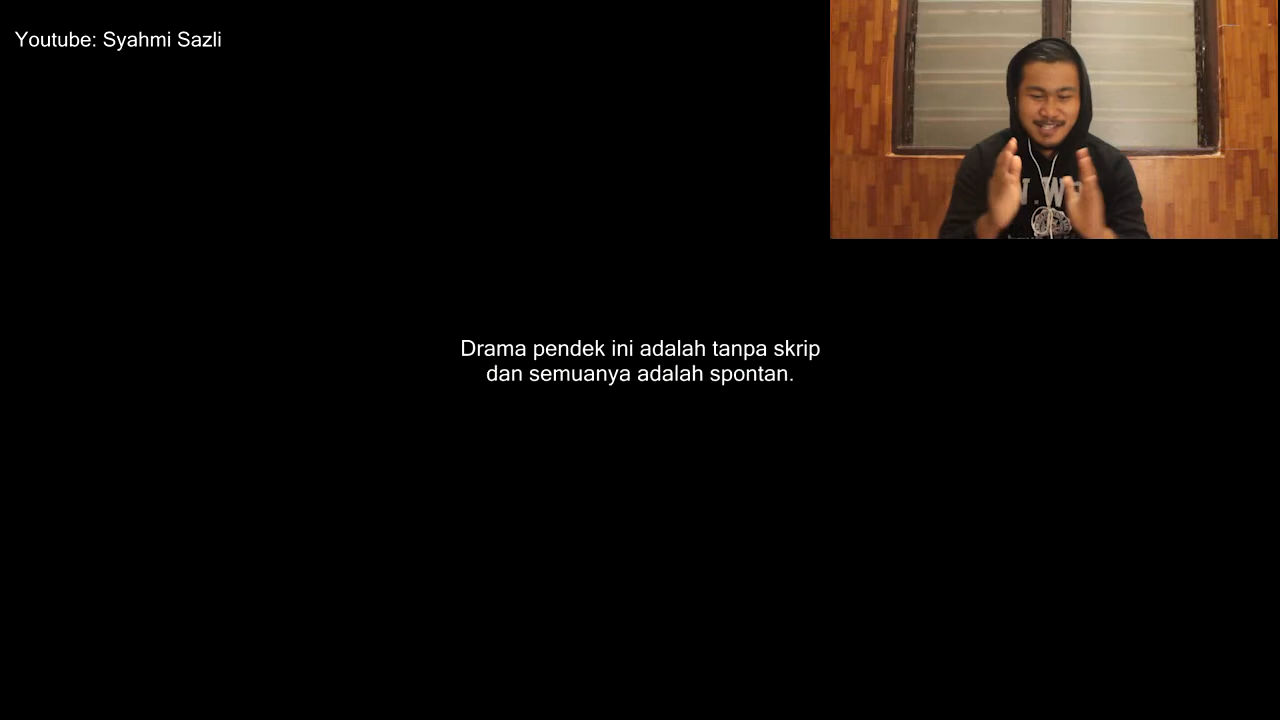 Youtube: Syahmi Sazli
Drama pendek ini adalah tanpa skrip
dan semuanya adalah spontan.